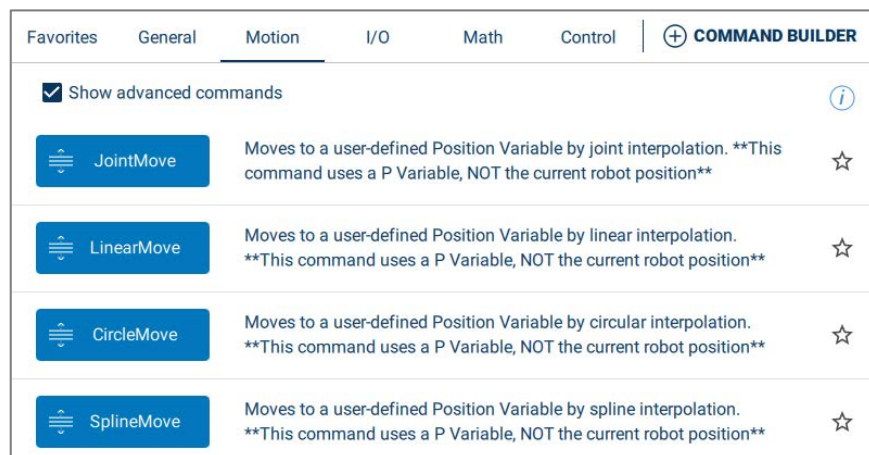 Favorites General Motion I/O Math Control COMMAND BUILDER
Show advanced commands
JointMove
Moves to a user-defined Position Variable by joint interpolation. **This
command uses a P Variable, NOT the current robot position**
LinearMove
Moves to a user-defined Position Variable by linear interpolation.
**This command uses a P Variable, NOT the current robot position**
CircleMove
Moves to a user-defined Position Variable by circular interpolation.
**This command uses a P Variable, NOT the current robot position**
SplineMove
Moves to a user-defined Position Variable by spline interpolation.
**This command uses a P Variable, NOT the current robot position**